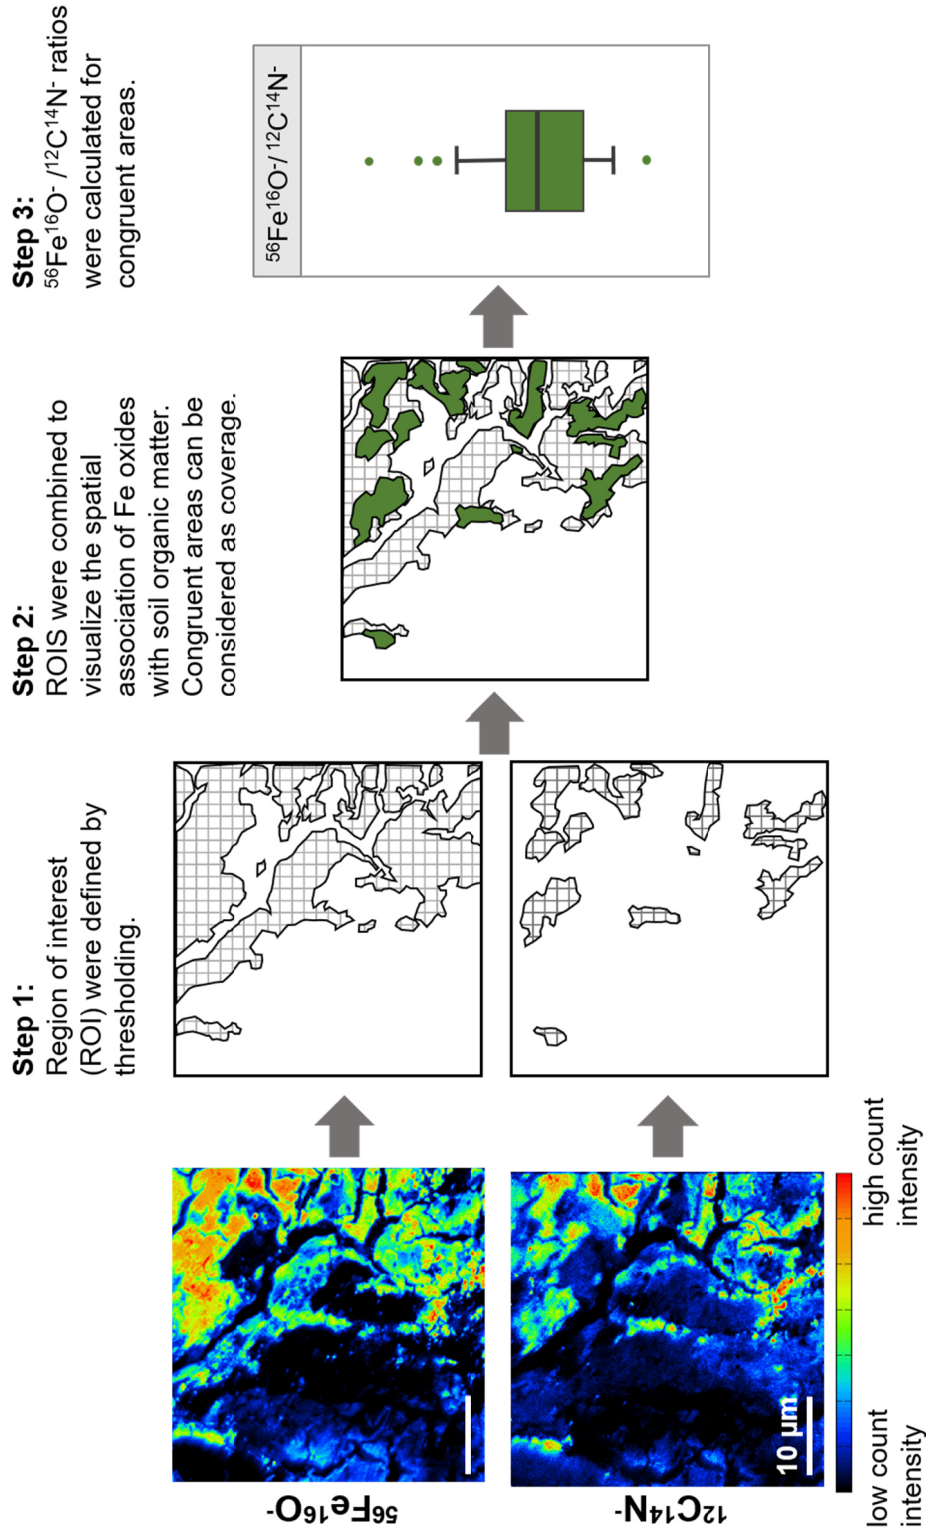 Step 1:
Region of interest
(ROI) were defined by
thresholding.
Step 2:
ROIS were combined to
visualize the spatial
association of Fe oxides
with soil organic matter.
Congruent areas can be
considered as coverage.
Step 3:
⁵⁶Fe¹⁶O⁻ /¹²C¹⁴N⁻ ratios
were calculated for
congruent areas.
⁵⁶Fe¹⁶O⁻
⁵⁶Fe¹⁶O⁻/ ¹²C¹⁴N⁻
¹²C¹⁴N⁻
10 µm
low count
intensity
high count
intensity